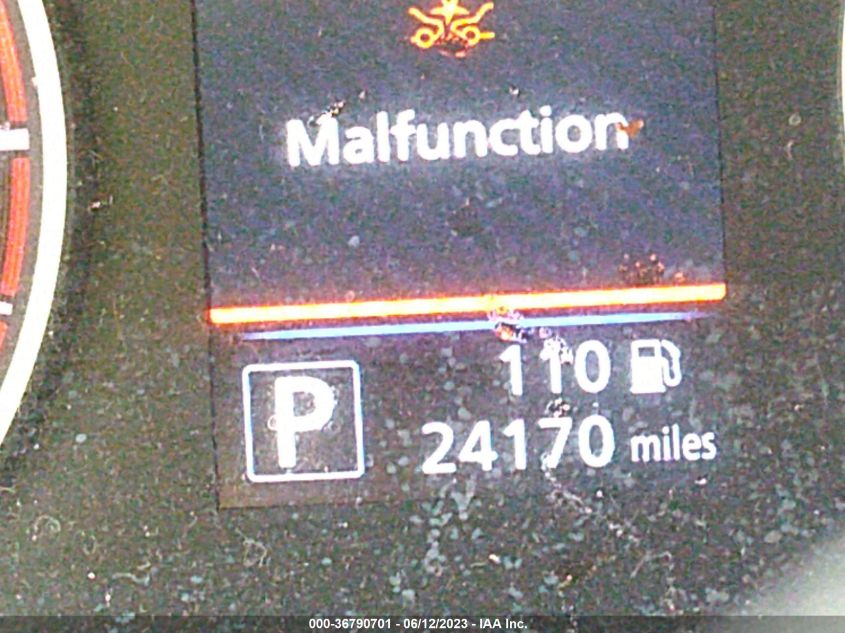 Malfunction
110
P
24170 miles
000-36790701 - 06/12/2023 - IAA Inc.